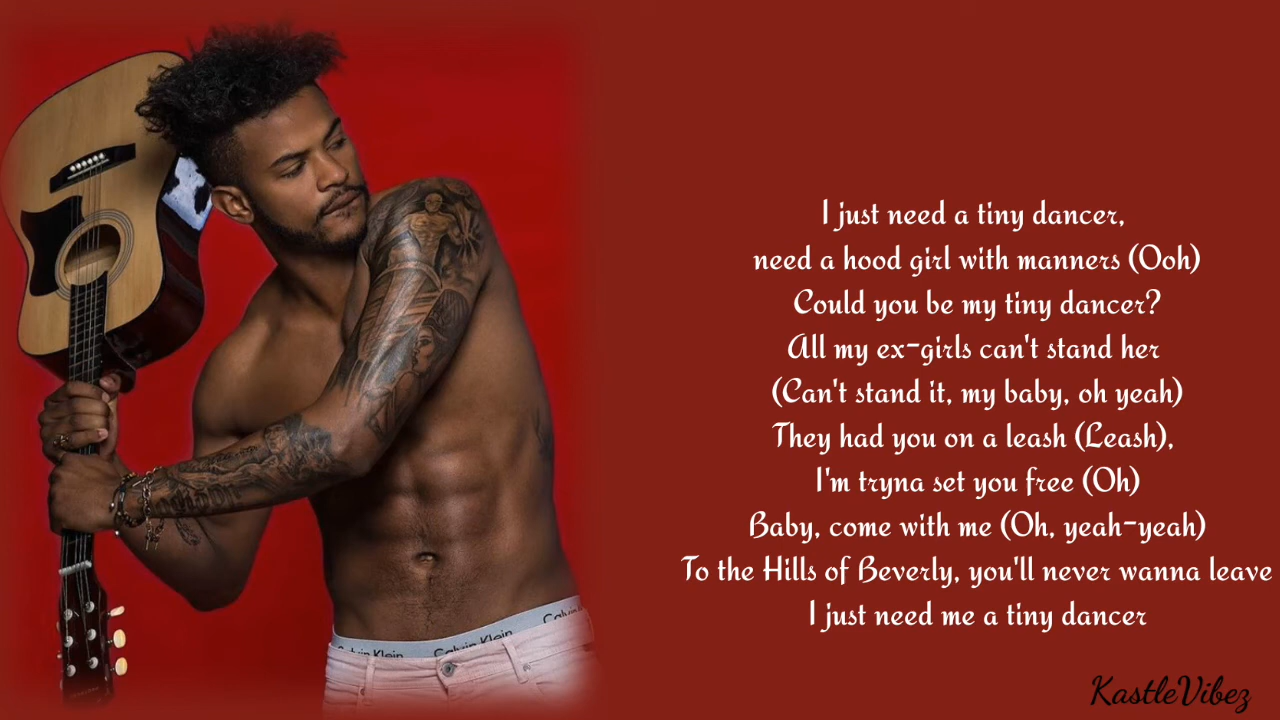 I just need a tiny dancer,
need a hood girl with manners (Ooh)
Could you be my tiny dancer?
All my ex-girls can't stand her
(Can't stand it, my baby, oh yeah)
They had you on a leash (Leash),
I'm tryna set you free (Oh)
Baby, come with me (Oh, yeah-yeah)
To the Hills of Beverly, you'll never wanna leave
I just need me a tiny dancer
Calvin Klein Calvin Klein Calvin
KastleVibez